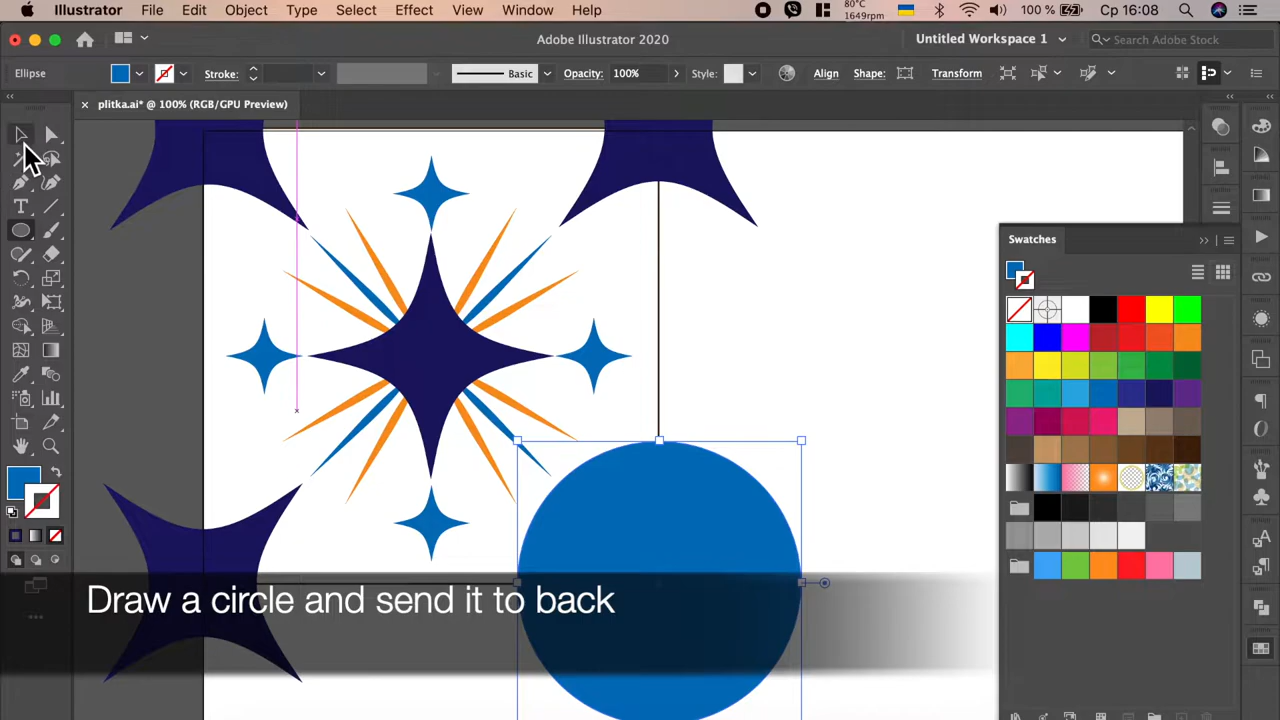 Illustrator File Edit Object Type Select Effect View Window Help 80°C 1649rpm 100 % Ср 16:08
Adobe Illustrator 2020 Untitled Workspace 1 Search Adobe Stock
Ellipse Stroke: Basic Opacity: 100% Style: Align Shape: Transform
plitka.ai* @ 100% (RGB/GPU Preview)
Swatches
Draw a circle and send it to back